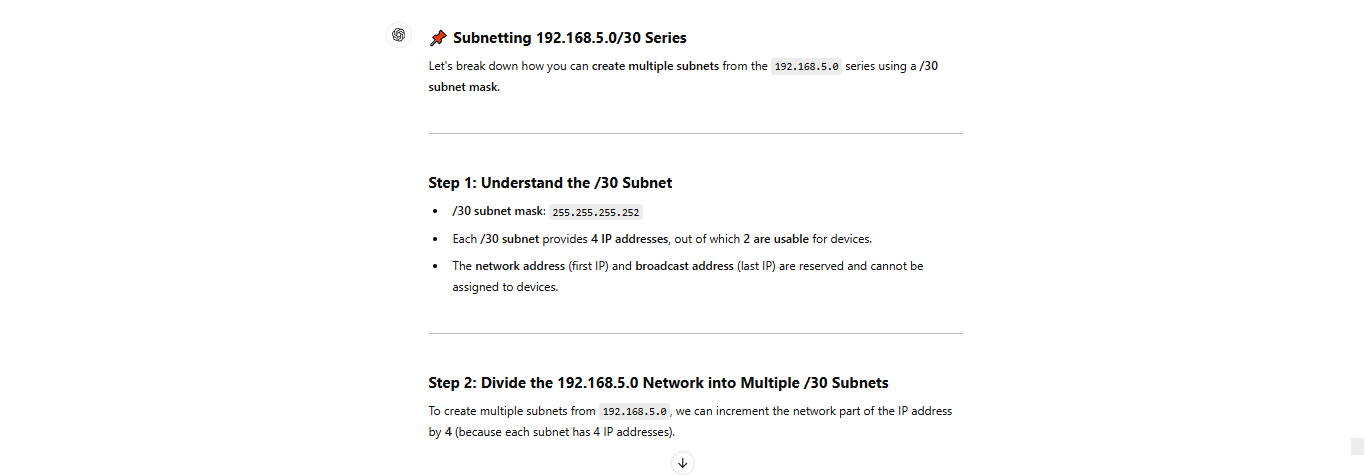 Subnetting 192.168.5.0/30 Series
Let's break down how you can create multiple subnets from the 192.168.5.0 series using a /30
subnet mask.
Step 1: Understand the /30 Subnet
• /30 subnet mask: 255.255.255.252
• Each /30 subnet provides 4 IP addresses, out of which 2 are usable for devices.
• The network address (first IP) and broadcast address (last IP) are reserved and cannot be
assigned to devices.
Step 2: Divide the 192.168.5.0 Network into Multiple /30 Subnets
To create multiple subnets from 192.168.5.0, we can increment the network part of the IP address
by 4 (because each subnet has 4 IP addresses).